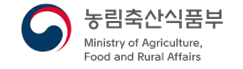 농림축산식품부
Ministry of Agriculture,
Food and Rural Affairs